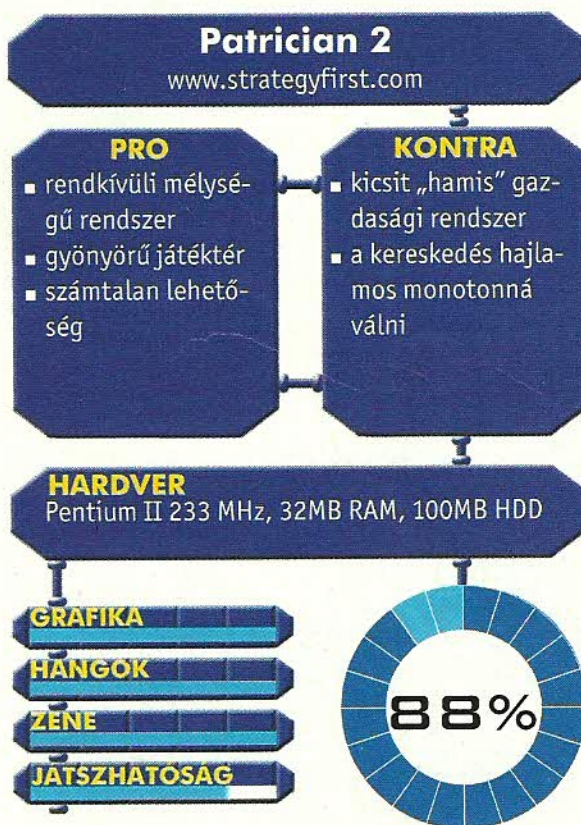 Patrician 2
www.strategyfirst.com
PRO
▪ rendkívüli mélysé-
gű rendszer
▪ gyönyörű játéktér
▪ számtalan lehető-
ség
KONTRA
▪ kicsit „hamis” gaz-
dasági rendszer
▪ a kereskedés hajla-
mos monotonná
válni
HARDVER
Pentium II 233 MHz, 32MB RAM, 100MB HDD
GRAFIKA
HANGOK
ZENE
JÁTSZHATÓSÁG
88%